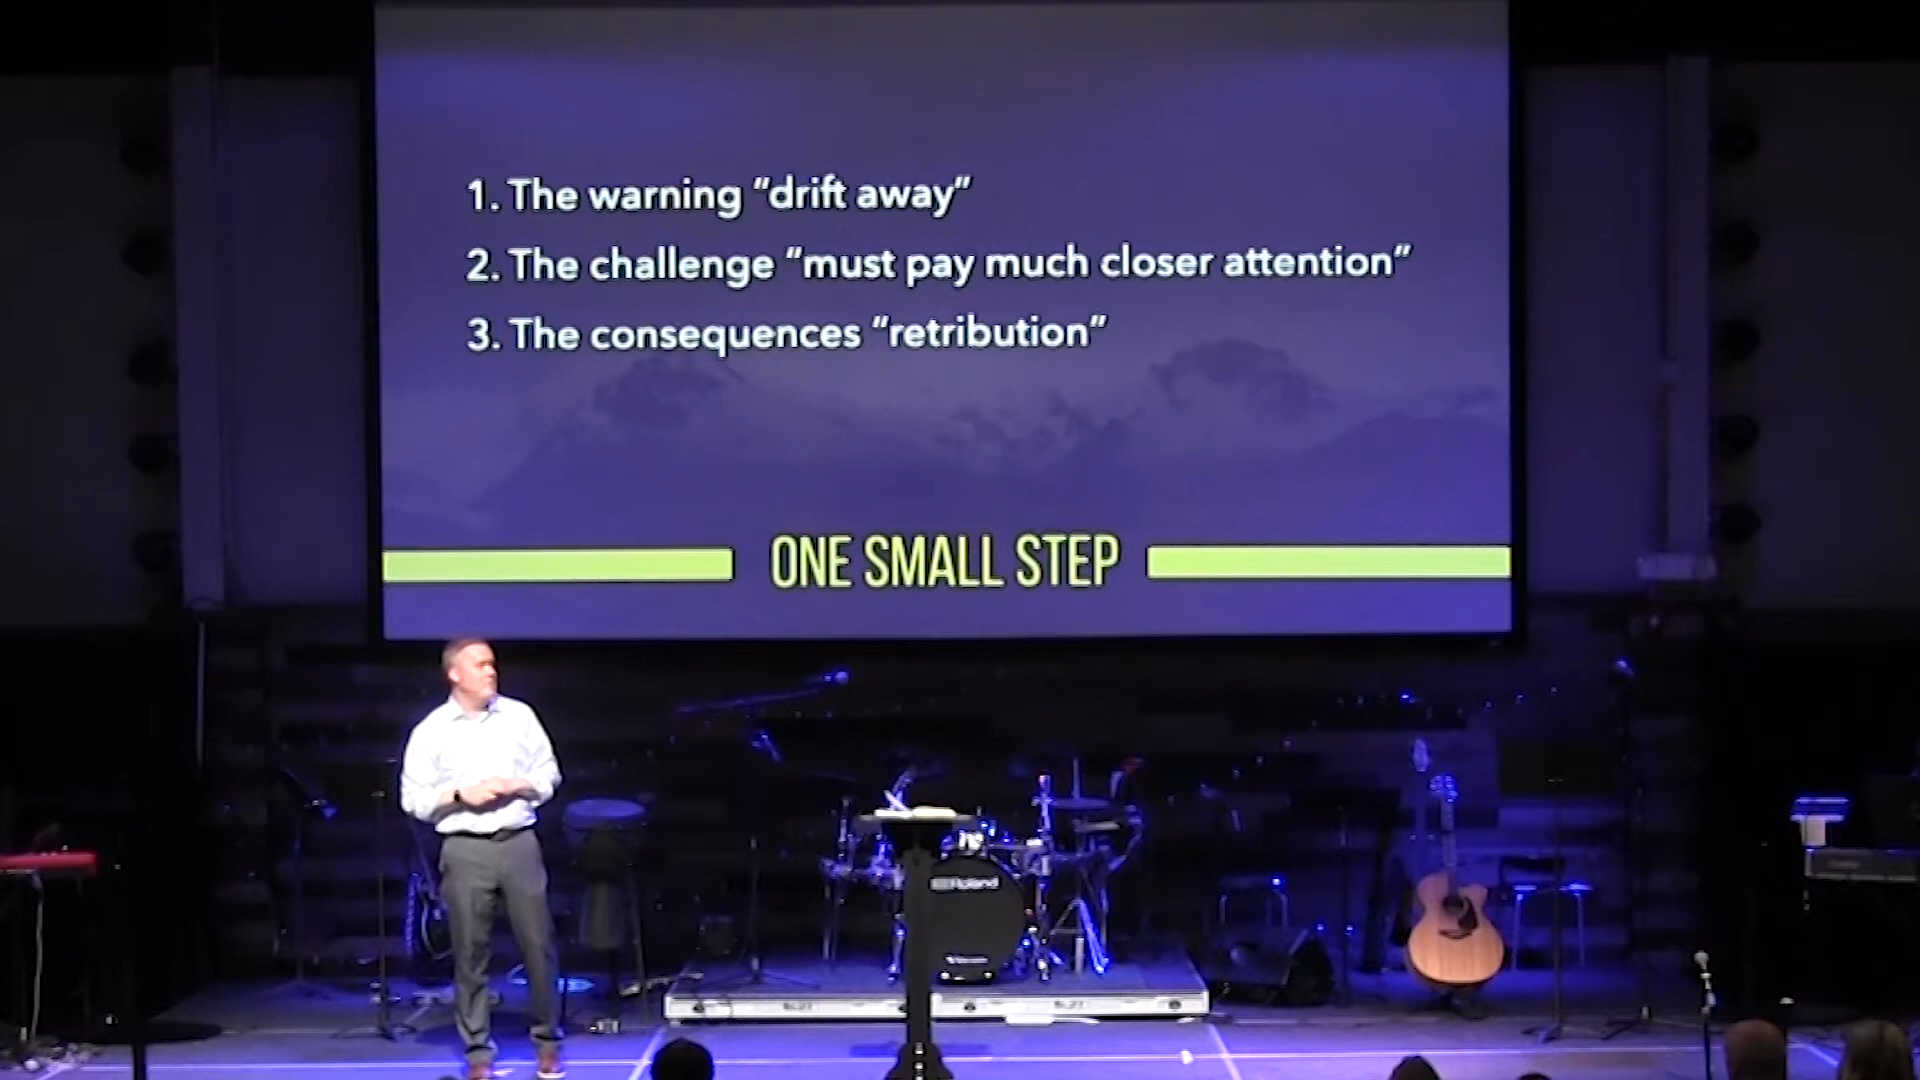 1. The warning “drift away”
2. The challenge “must pay much closer attention”
3. The consequences “retribution”
ONE SMALL STEP
Roland